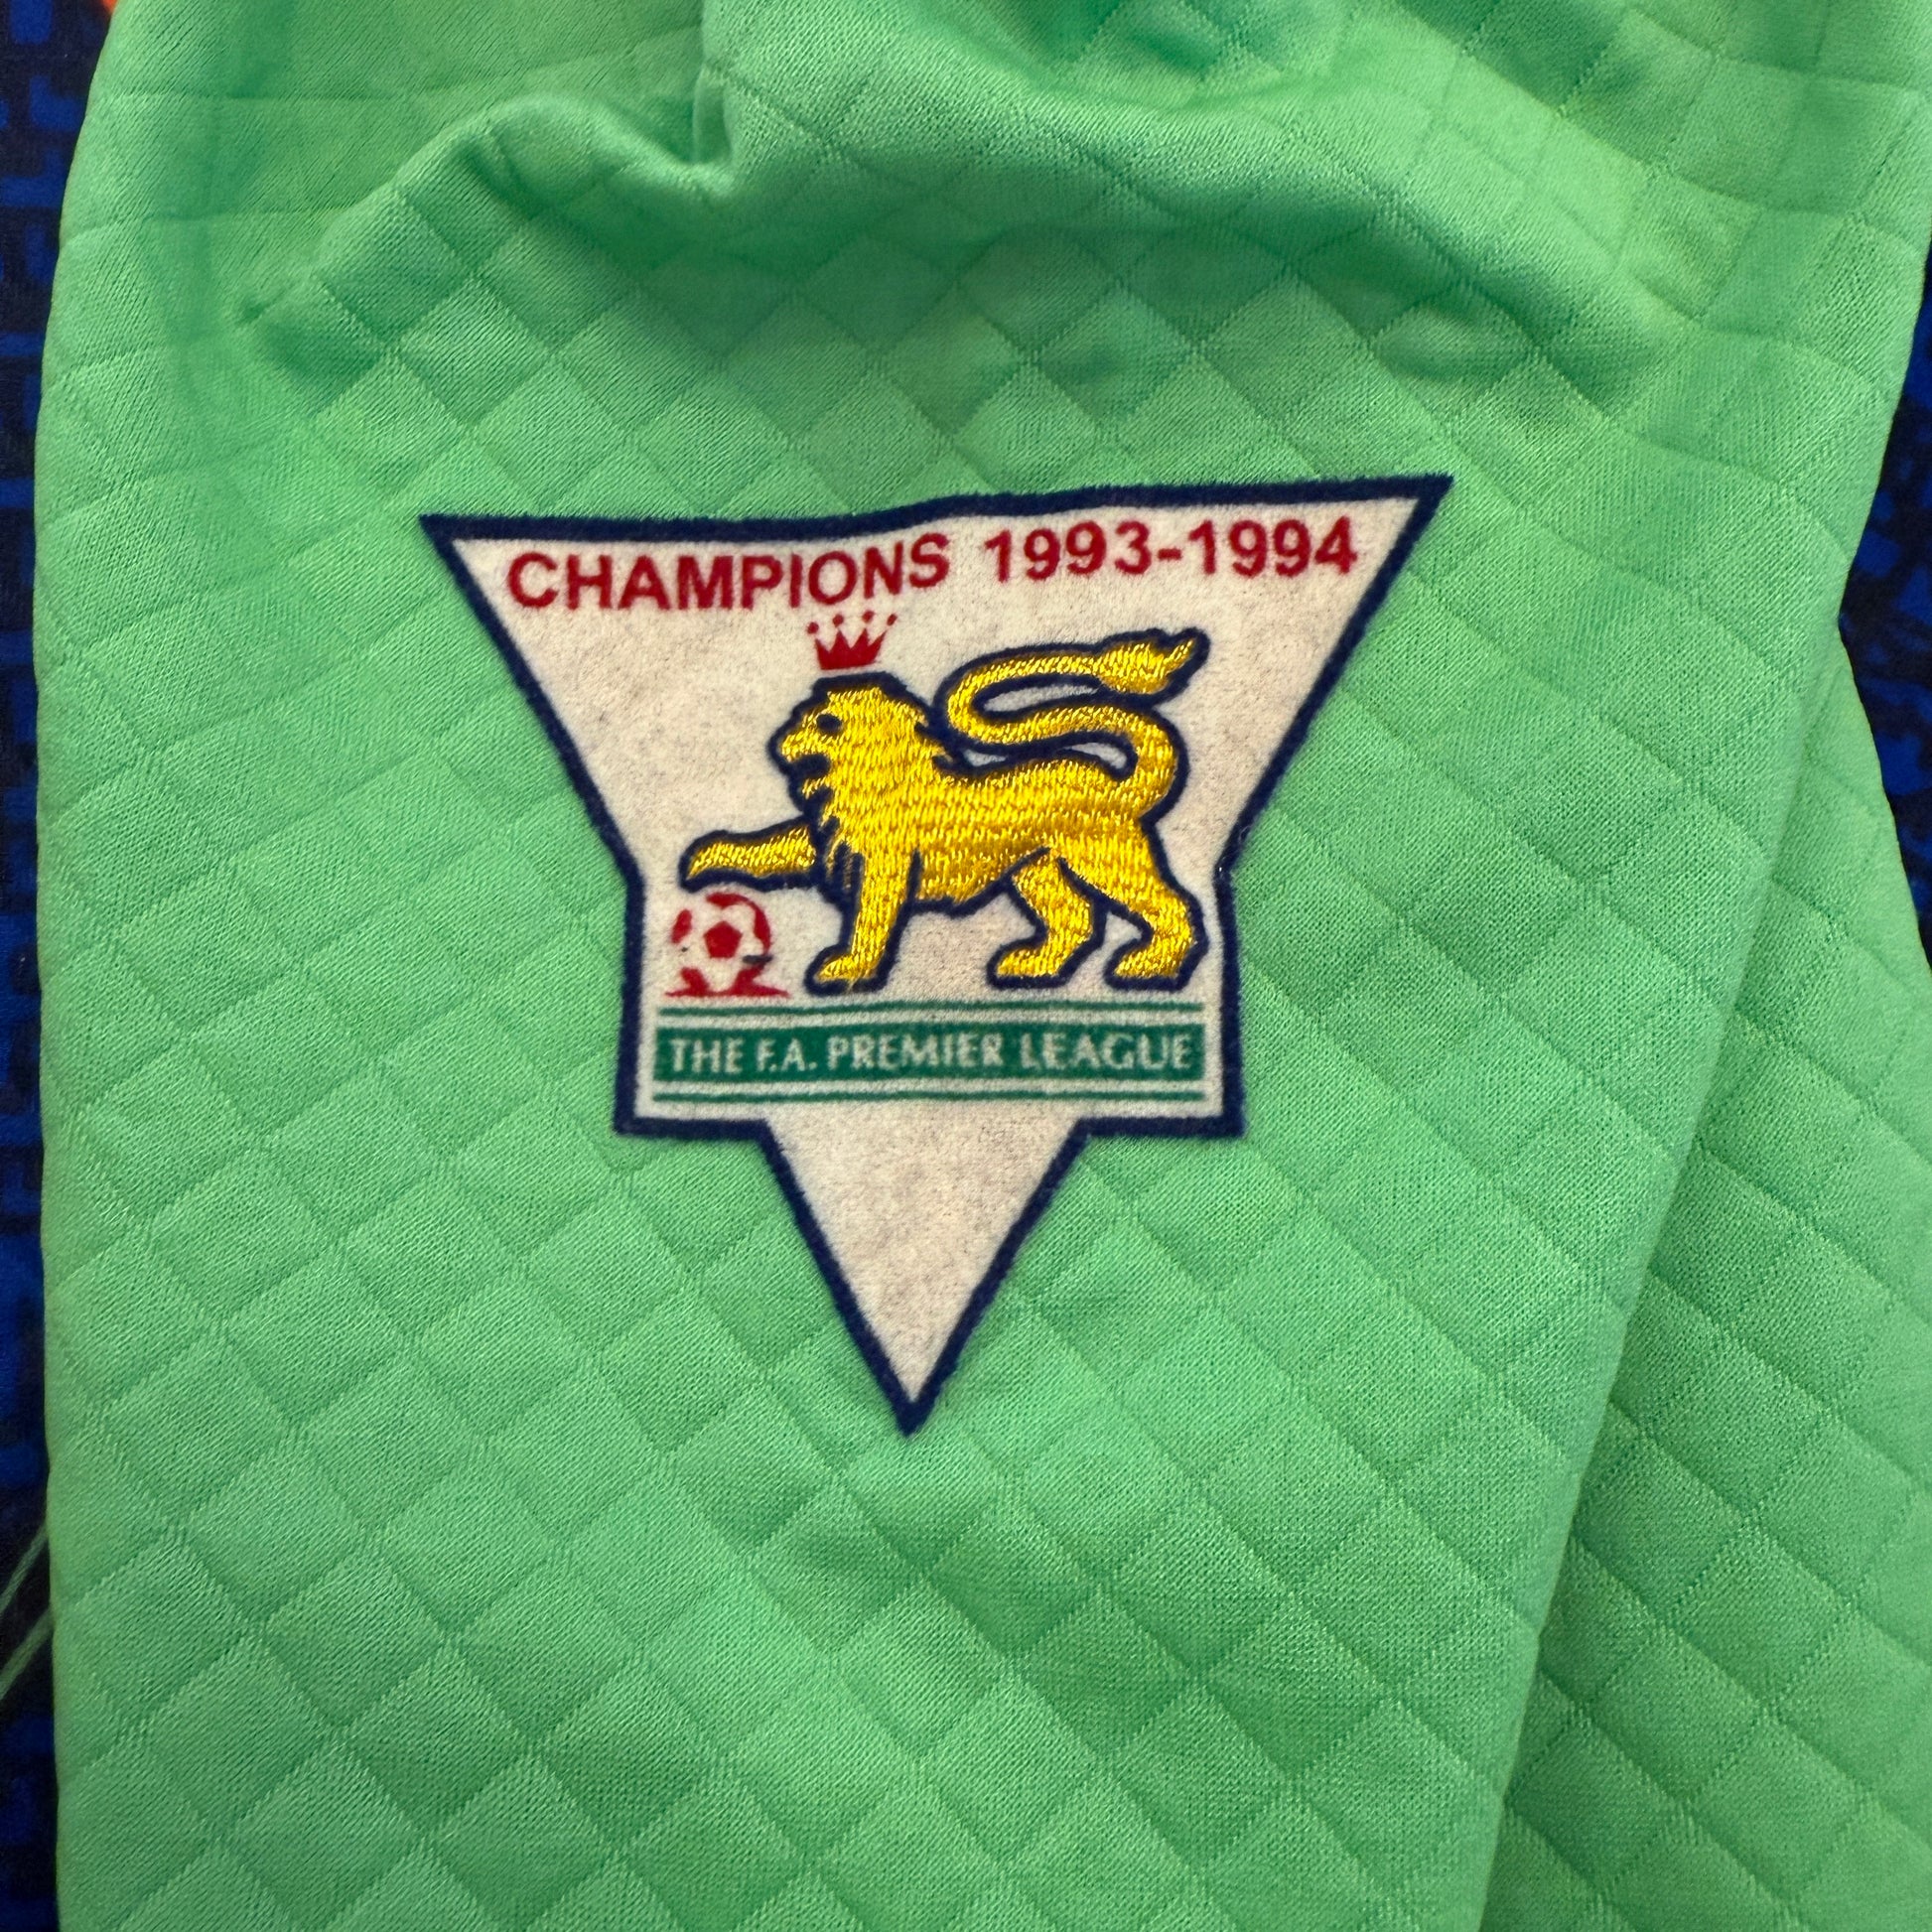 CHAMPIONS 1993-1994
THE F.A. PREMIER LEAGUE